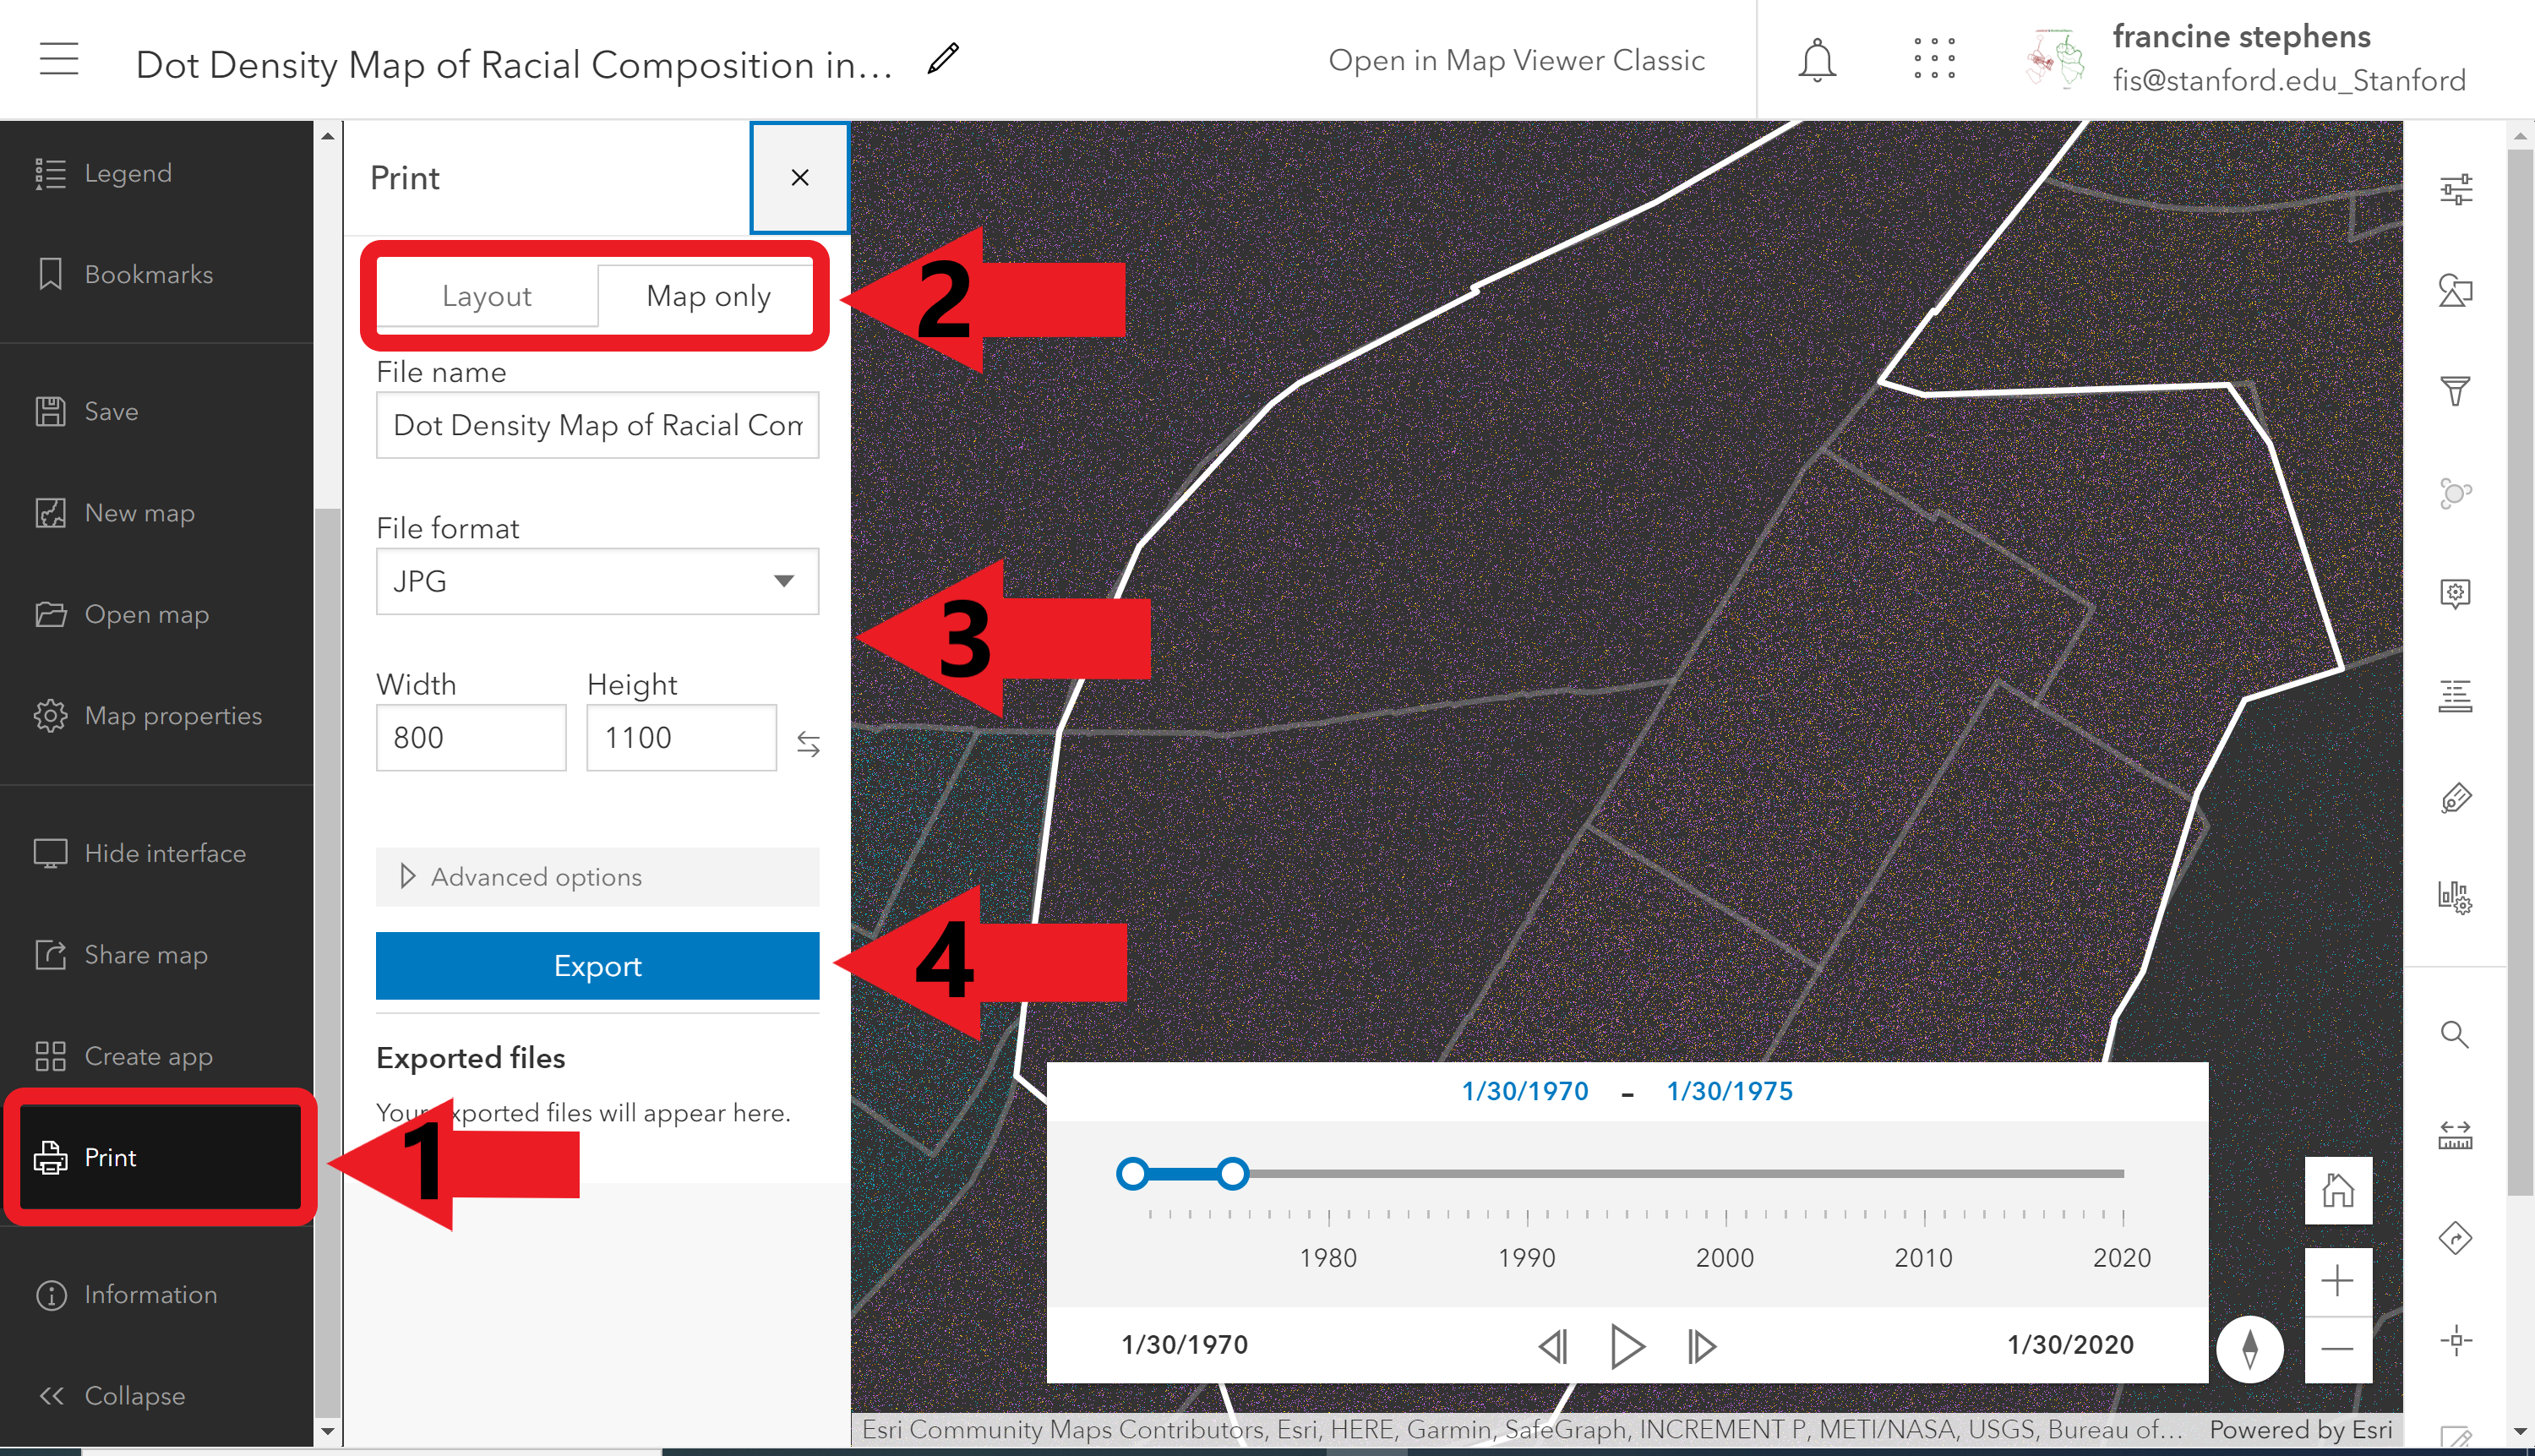 Dot Density Map of Racial Composition in...
Open in Map Viewer Classic
francine stephens
fis@stanford.edu_Stanford
Legend
Bookmarks
Save
New map
Open map
Map properties
Hide interface
Share map
Create app
Print
Information
Collapse
Print
Layout
Map only
2
File name
Dot Density Map of Racial Com
File format
JPG
3
Width
Height
800
1100
Advanced options
Export
4
Exported files
exported files will appear here.
1
1/30/1970 - 1/30/1975
1980
1990
2000
2010
2020
1/30/1970
1/30/2020
Esri Community Maps Contributors, Esri, HERE, Garmin, SafeGraph, INCREMENT P, METI/NASA, USGS, Bureau of...
Powered by Esri